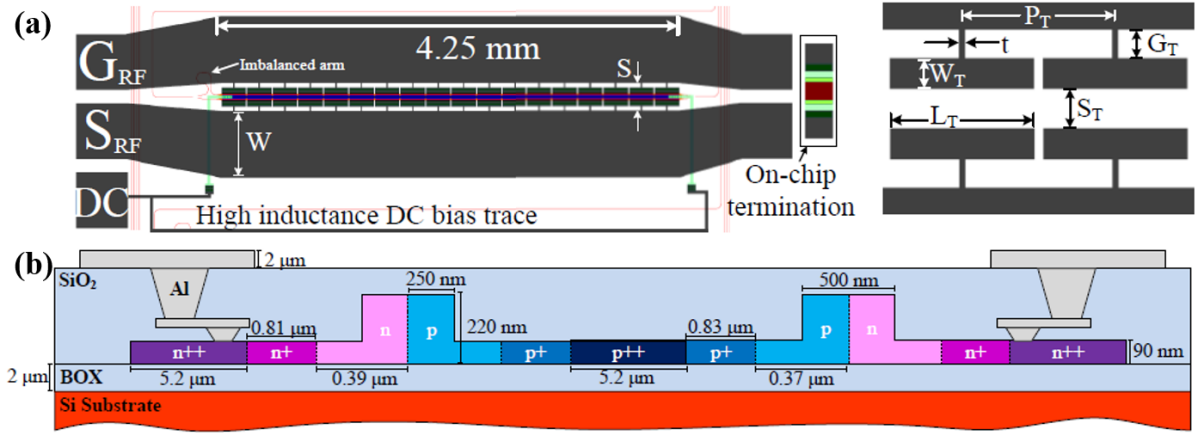 (a)
4.25 mm
G_RF
Imbalanced arm
S
S_RF
W
DC
High inductance DC bias trace
On-chip
termination
P_T
t
G_T
W_T
S_T
L_T
(b)
2 μm
SiO₂
Al
250 nm
500 nm
n
p
p
n
0.81 μm
220 nm
0.83 μm
n++
n+
p+
p++
p+
n+
n++
90 nm
2 μm
BOX
5.2 μm
0.39 μm
5.2 μm
0.37 μm
Si Substrate